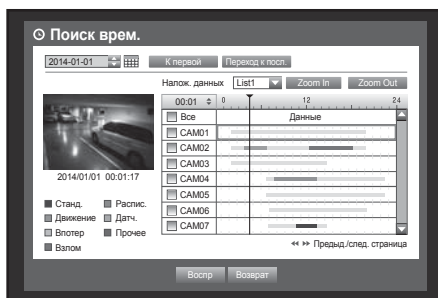 Поиск врем.
2014-01-01 К первой Переход к посл.
Налож. данных List1 Zoom In Zoom Out
00:01 0 12 24
Все Данные
CAM01
CAM02
CAM03
CAM04
CAM05
CAM06
CAM07
2014/01/01 00:01:17
Станд. Распис.
Движение Датч.
Впотер Прочее
Взлом
Предыд./след. страница
Воспр Возврат